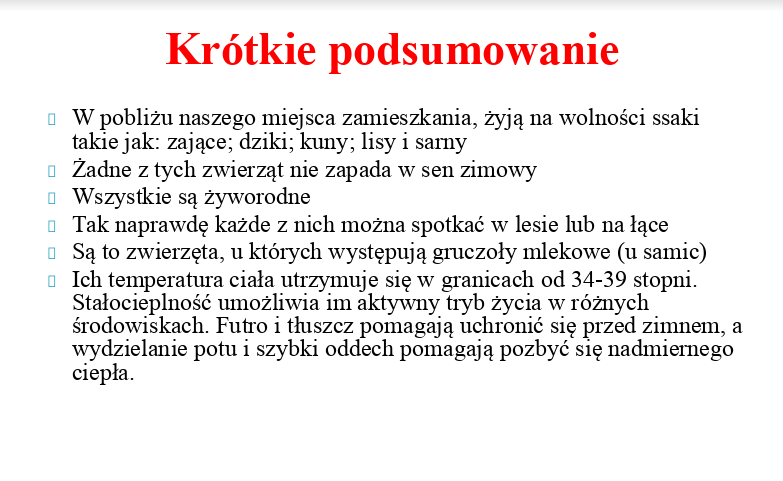 Krótkie podsumowanie
W pobliżu naszego miejsca zamieszkania, żyją na wolności ssaki
takie jak: zające; dziki; kuny; lisy i sarny
Żadne z tych zwierząt nie zapada w sen zimowy
Wszystkie są żyworodne
Tak naprawdę każde z nich można spotkać w lesie lub na łące
Są to zwierzęta, u których występują gruczoły mlekowe (u samic)
Ich temperatura ciała utrzymuje się w granicach od 34-39 stopni.
Stałocieplność umożliwia im aktywny tryb życia w różnych
środowiskach. Futro i tłuszcz pomagają uchronić się przed zimnem, a
wydzielanie potu i szybki oddech pomagają pozbyć się nadmiernego
ciepła.